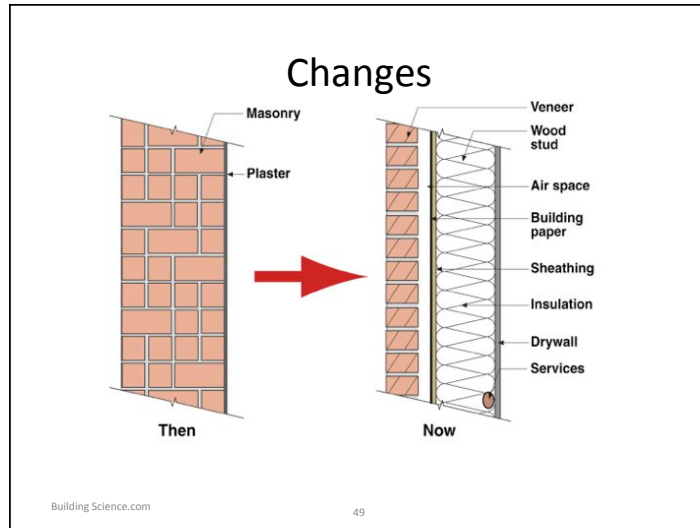 Changes
Masonry
Plaster
Then
Veneer
Wood
stud
Air space
Building
paper
Sheathing
Insulation
Drywall
Services
Now
Building Science.com
49